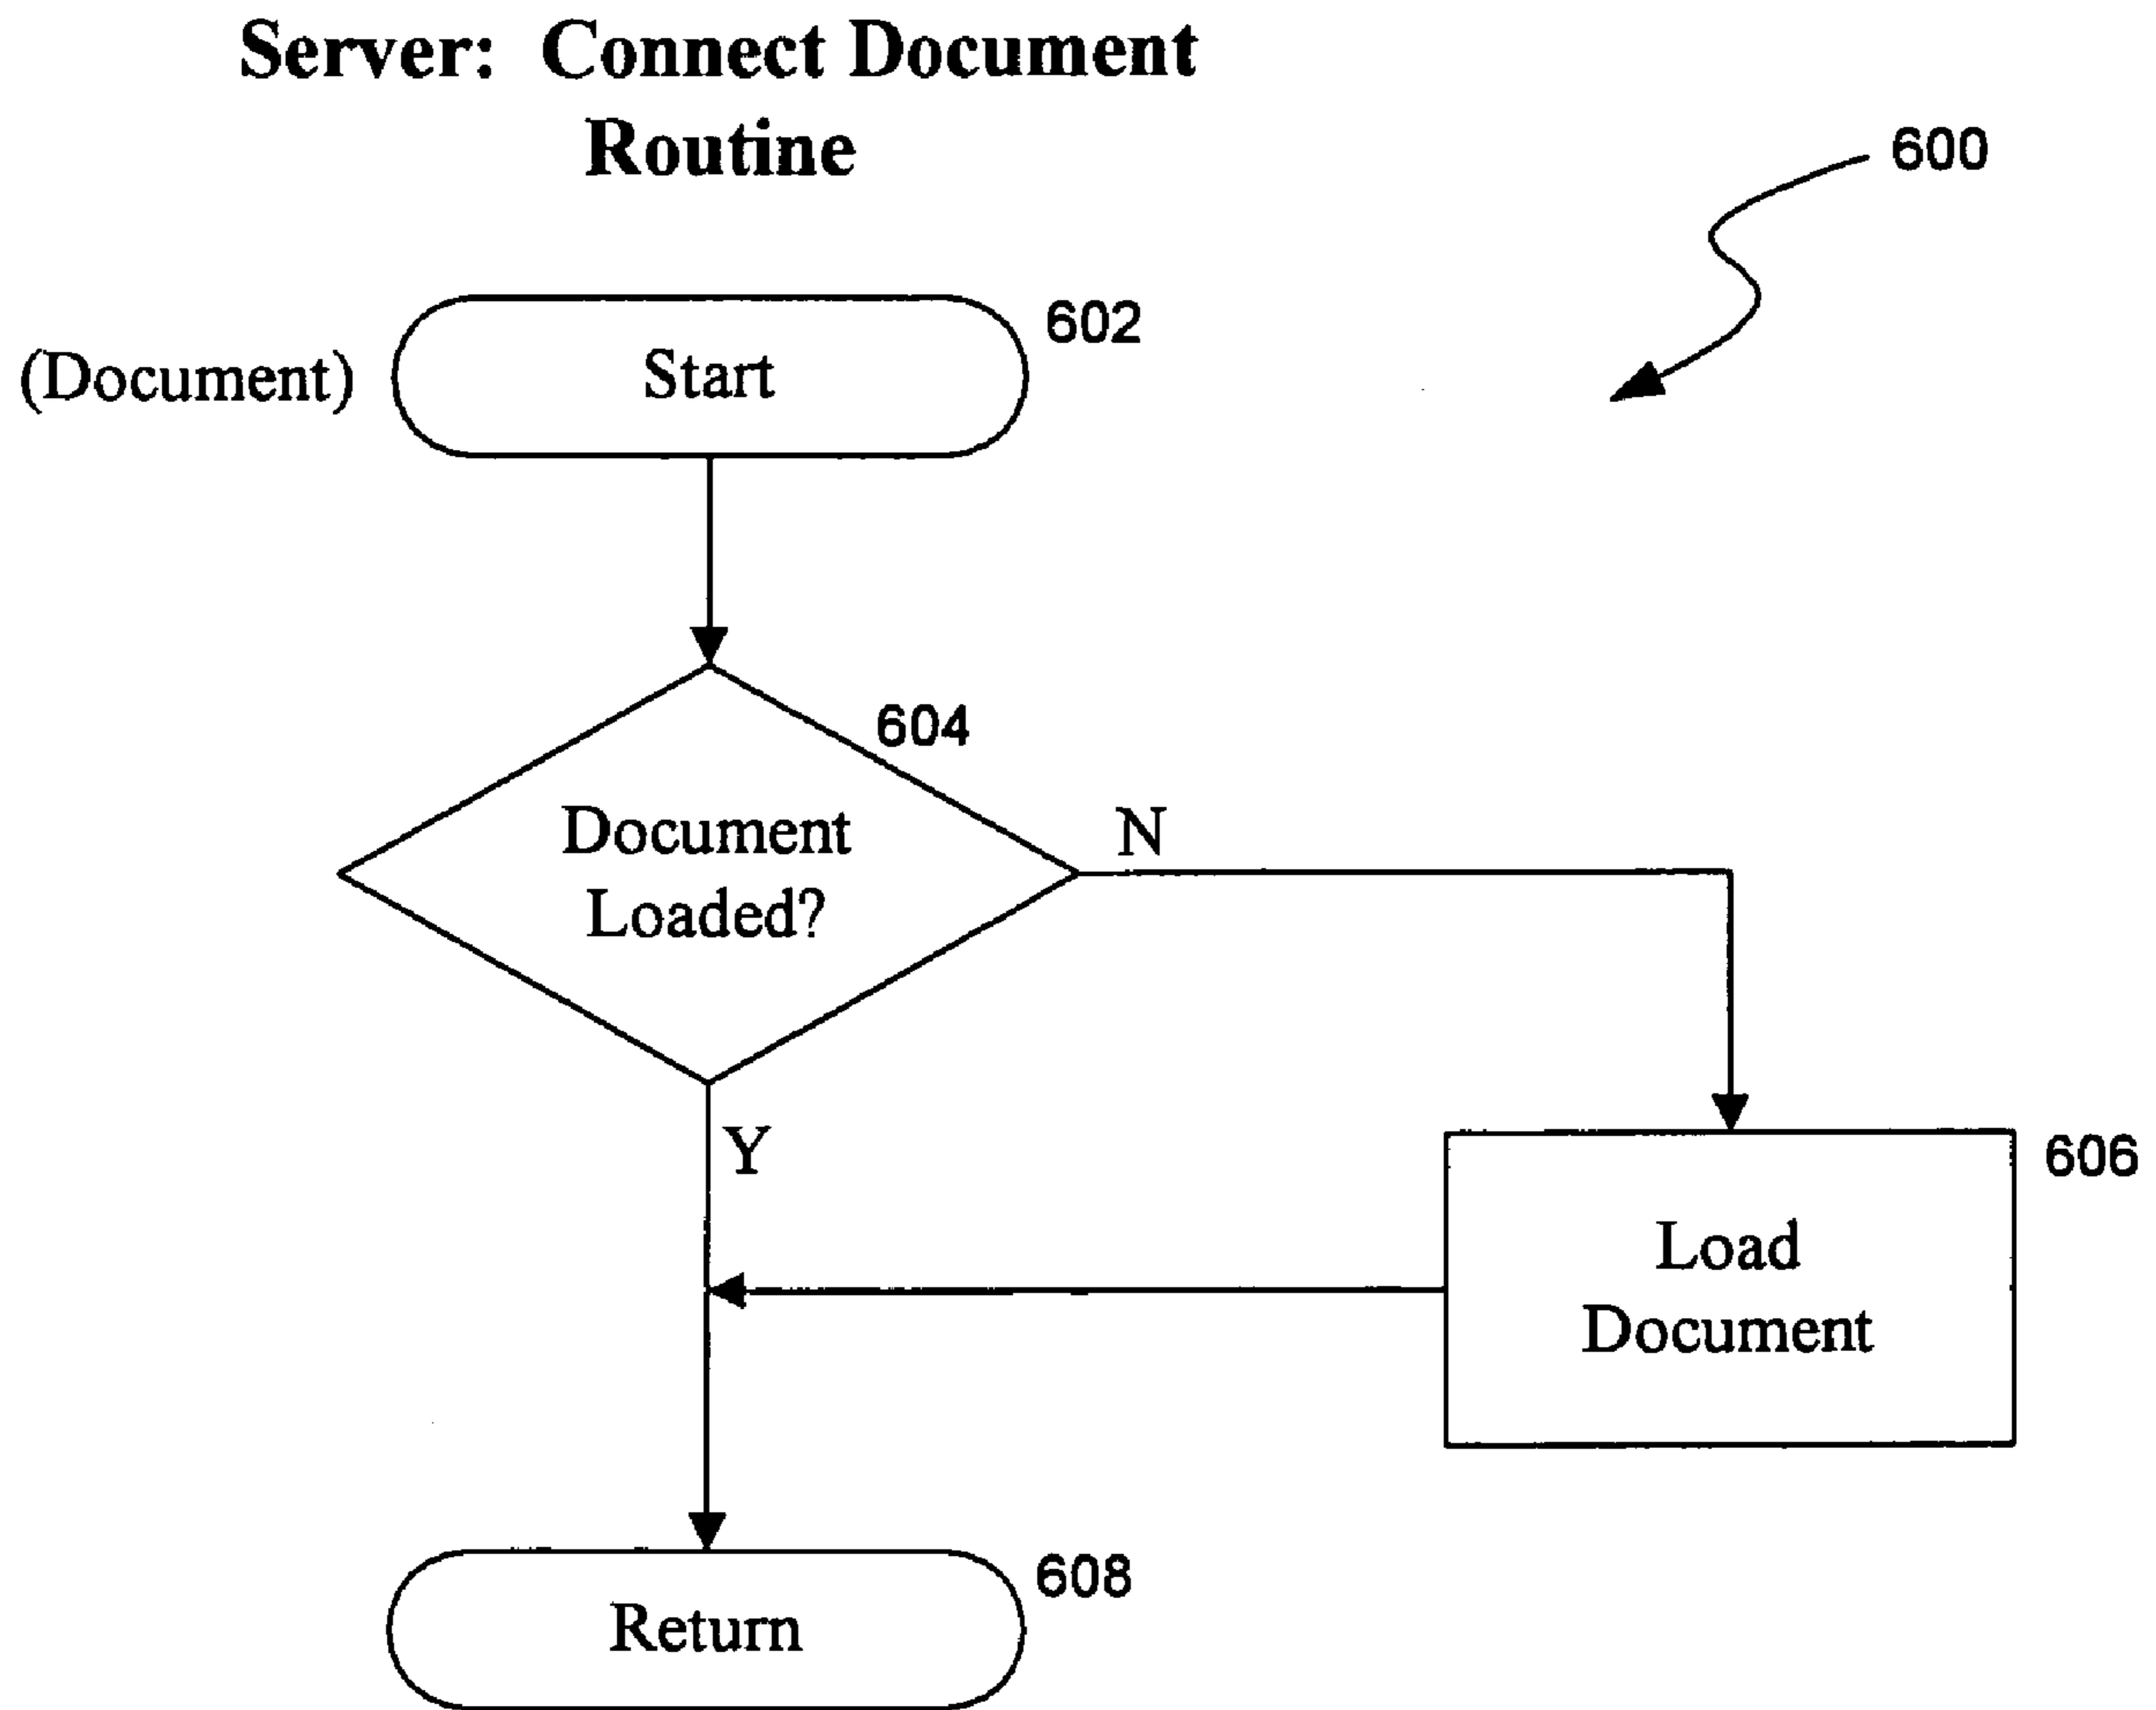 Server: Connect Document
Routine
600
602
(Document)
Start
604
Document
Loaded?
N
Y
606
Load
Document
608
Return